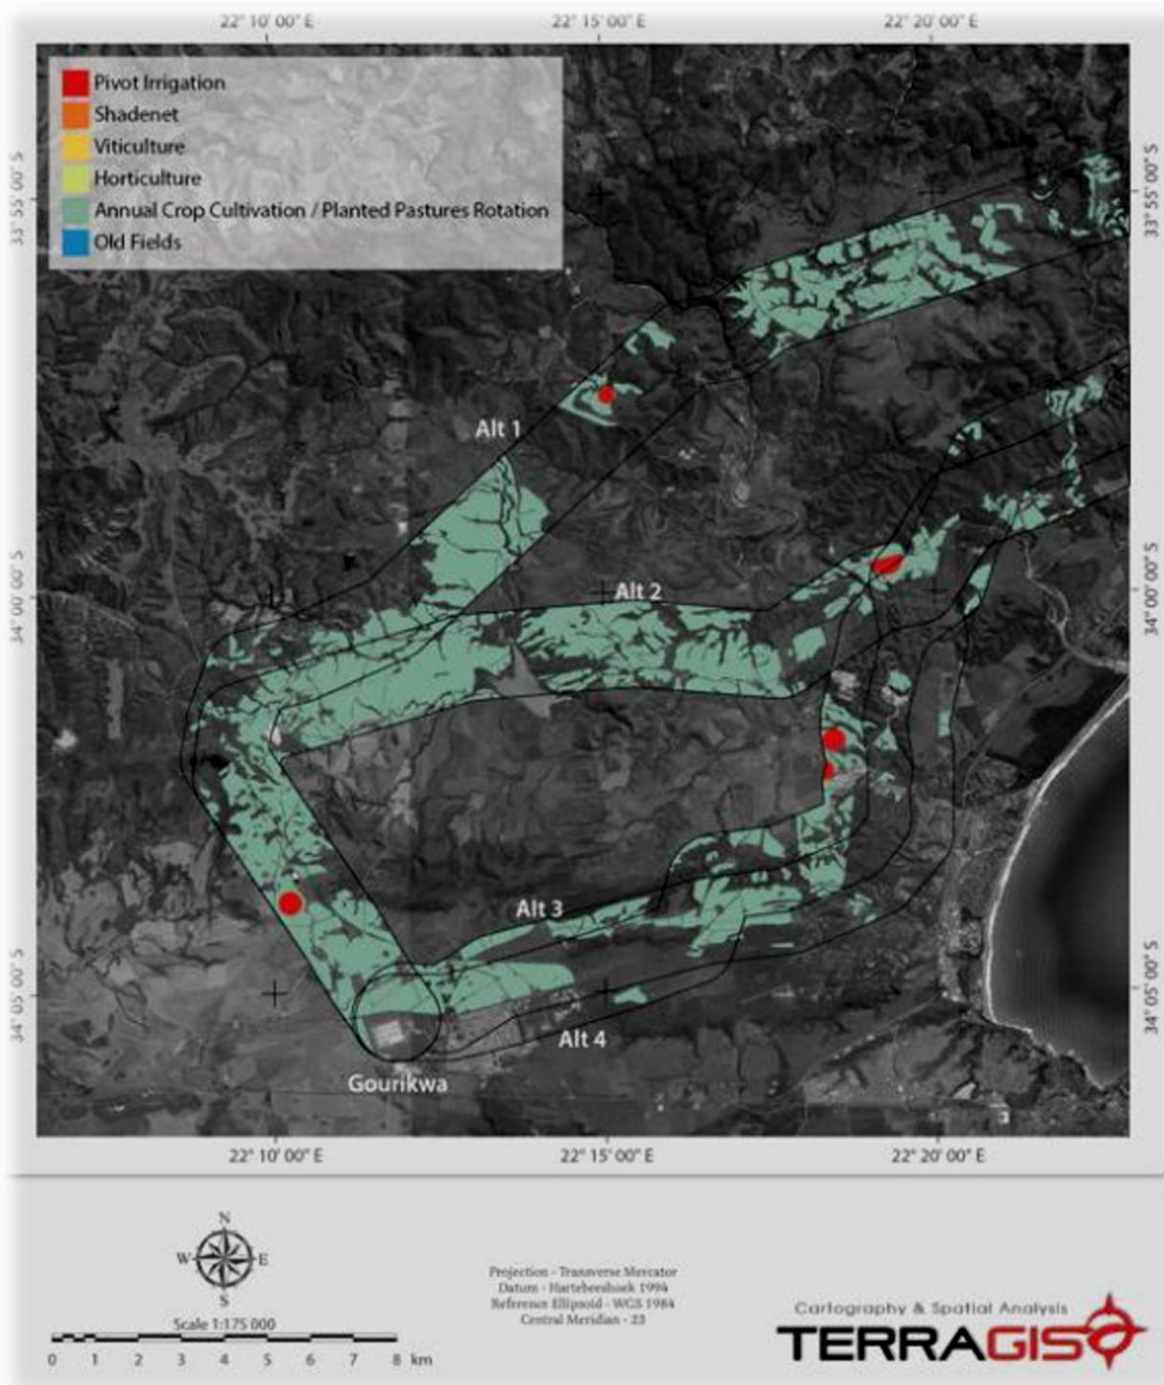 22° 10' 00" E
22° 15' 00" E
22° 20' 00" E
Pivot Irrigation
Shadenet
Viticulture
Horticulture
Annual Crop Cultivation / Planted Pastures Rotation
Old Fields
33° 55' 00" S
33° 55' 00" S
Alt 1
Alt 2
34° 00' 00" S
34° 00' 00" S
Alt 3
34° 05' 00" S
34° 05' 00" S
Alt 4
Gourikwa
22° 10' 00" E
22° 15' 00" E
22° 20' 00" E
N
W E
S
Scale 1:175 000
0 1 2 3 4 5 6 7 8 km
Projection - Transverse Mercator
Datum - Hartebeeshoek 1994
Reference Ellipsoid - WGS 1984
Central Meridian - 23
Cartography & Spatial Analysis
TERRAGIS